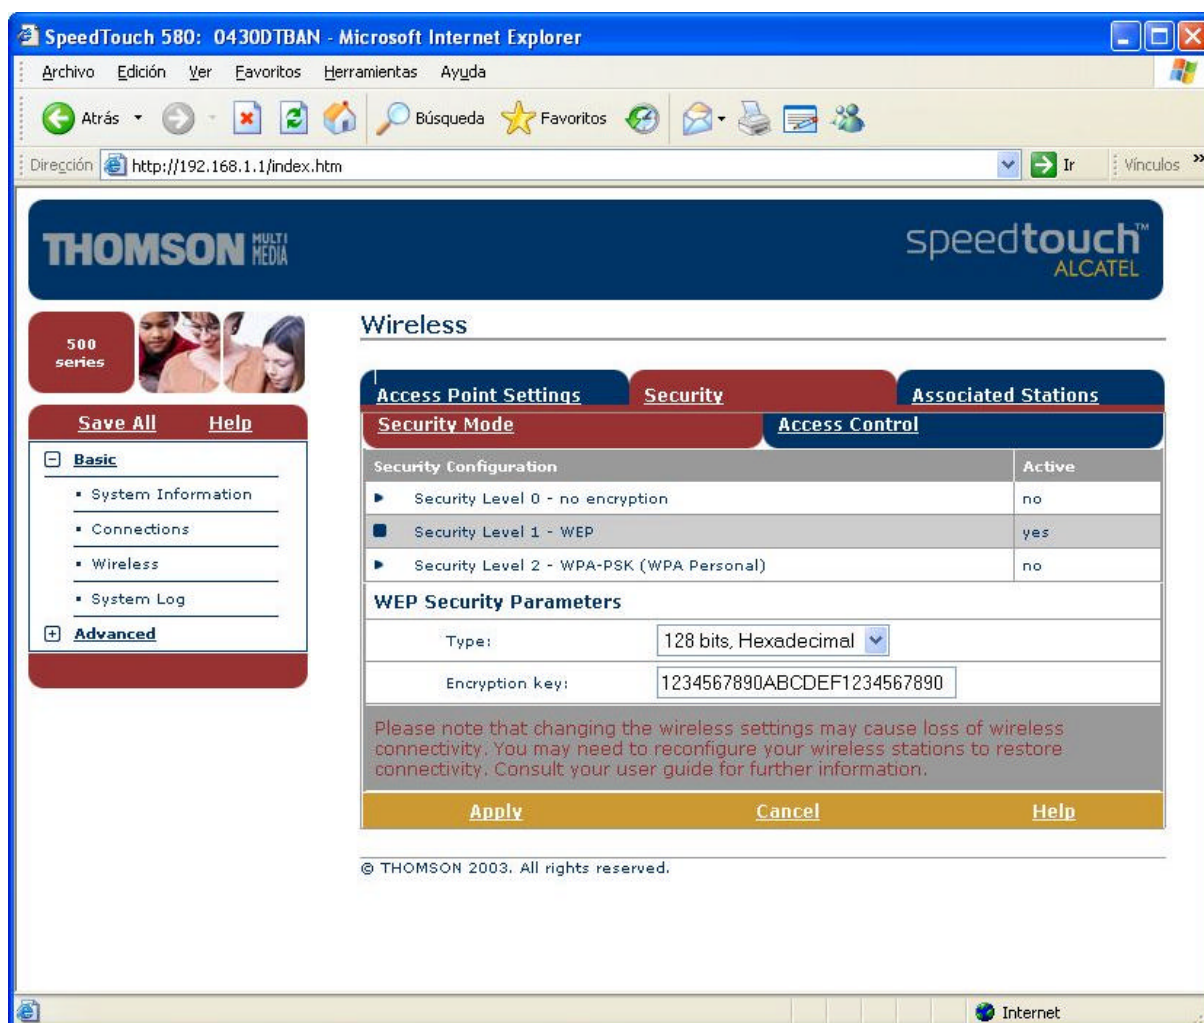 SpeedTouch 580: 0430DTBAN - Microsoft Internet Explorer
Archivo Edición Ver Favoritos Herramientas Ayuda
Atrás Búsqueda Favoritos
Dirección http://192.168.1.1/index.htm Ir Vínculos »
THOMSON MULTI MEDIA
speedtouch™
ALCATEL
500 series
Save All Help
Basic
System Information
Connections
Wireless
System Log
Advanced
Wireless
Access Point Settings Security Associated Stations
Security Mode Access Control
Security Configuration Active
Security Level 0 - no encryption no
Security Level 1 - WEP yes
Security Level 2 - WPA-PSK (WPA Personal) no
WEP Security Parameters
Type: 128 bits, Hexadecimal
Encryption key: 1234567890ABCDEF1234567890
Please note that changing the wireless settings may cause loss of wireless
connectivity. You may need to reconfigure your wireless stations to restore
connectivity. Consult your user guide for further information.
Apply Cancel Help
© THOMSON 2003. All rights reserved.
Internet